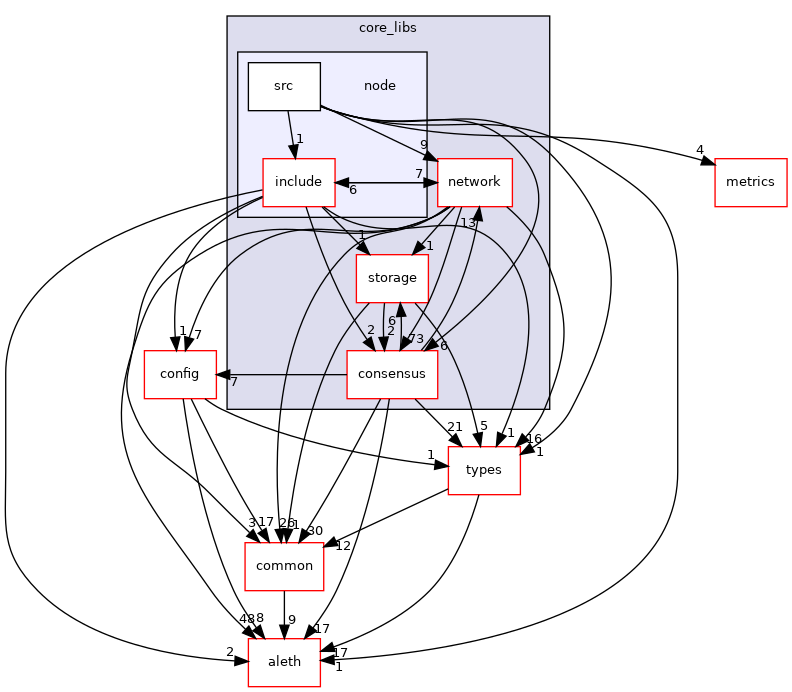 core_libs
src
node
1
9
4
include
6
7
network
metrics
13
1
1
storage
1
7
2
6
2
73
6
config
7
consensus
21
5
1
16
1
1
types
3
17
26
1
30
12
common
48
8
9
17
2
17
1
aleth